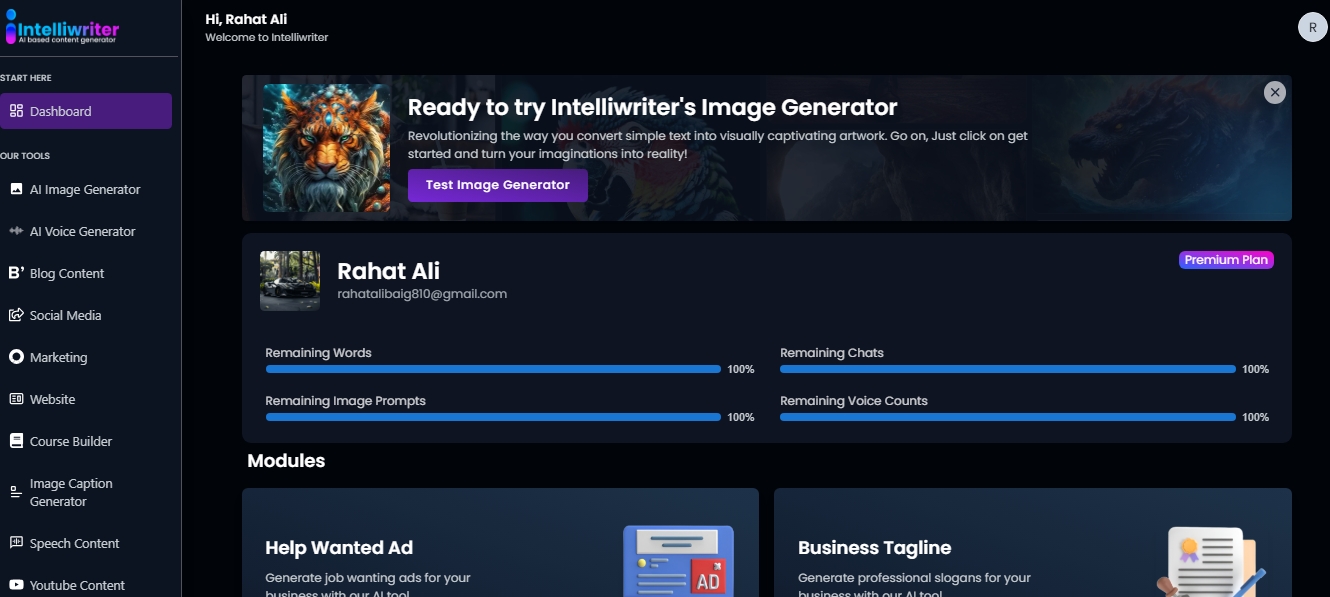 Intelliwriter
AI based content generator
START HERE
Dashboard
OUR TOOLS
AI Image Generator
AI Voice Generator
Blog Content
Social Media
Marketing
Website
Course Builder
Image Caption
Generator
Speech Content
Youtube Content
Hi, Rahat Ali
Welcome to Intelliwriter
R
Ready to try Intelliwriter's Image Generator
Revolutionizing the way you convert simple text into visually captivating artwork. Go on, Just click on get
started and turn your imaginations into reality!
Test Image Generator
Rahat Ali
rahatalibaig810@gmail.com
Premium Plan
Remaining Words
100%
Remaining Chats
100%
Remaining Image Prompts
100%
Remaining Voice Counts
100%
Modules
Help Wanted Ad
Generate job wanting ads for your
business with our AI tool
AD
Business Tagline
Generate professional slogans for your
business with our AI tool